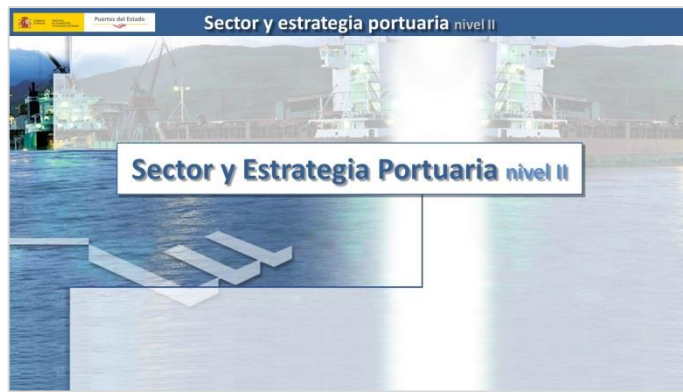 Puertos del Estado
Sector y estrategia portuaria nivel II
Sector y Estrategia Portuaria nivel II